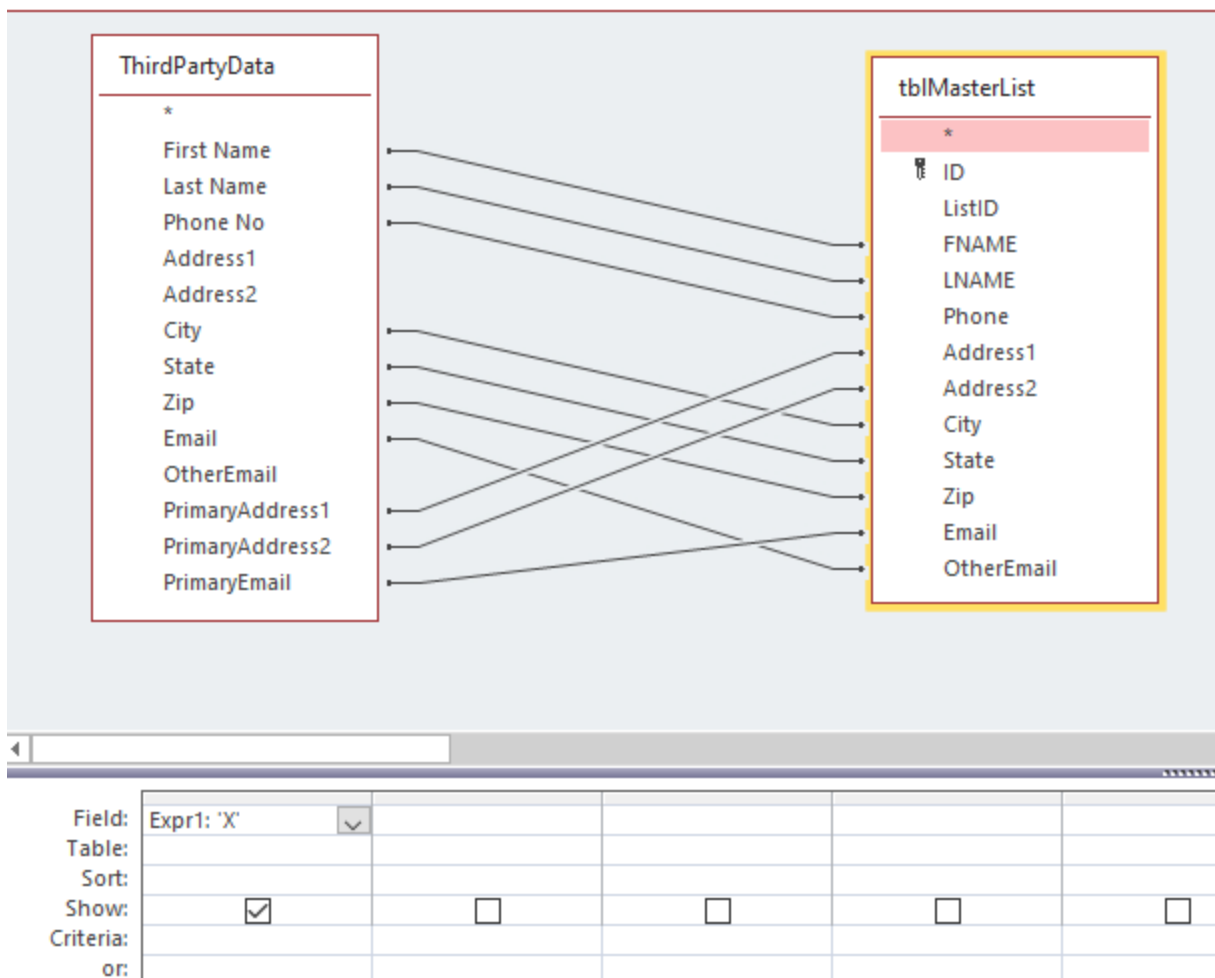 ThirdPartyData
*
First Name
Last Name
Phone No
Address1
Address2
City
State
Zip
Email
OtherEmail
PrimaryAddress1
PrimaryAddress2
PrimaryEmail
tblMasterList
*
ID
ListID
FNAME
LNAME
Phone
Address1
Address2
City
State
Zip
Email
OtherEmail
Field: Expr1: 'X'
Table:
Sort:
Show:
Criteria:
or: